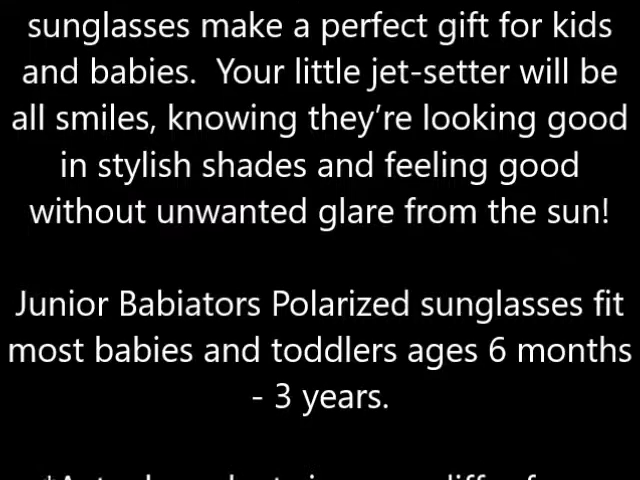 sunglasses make a perfect gift for kids
and babies.  Your little jet-setter will be
all smiles, knowing they’re looking good
in stylish shades and feeling good
without unwanted glare from the sun!
Junior Babiators Polarized sunglasses fit
most babies and toddlers ages 6 months
- 3 years.